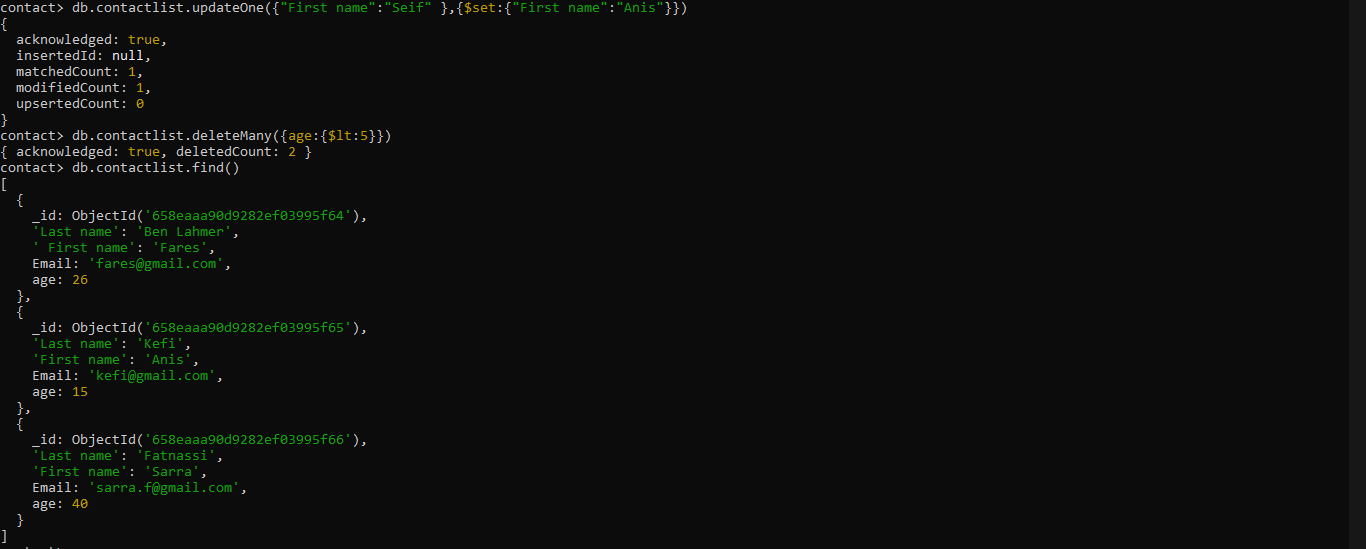 contact> db.contactlist.updateOne({"First name":"Seif" },{$set:{"First name":"Anis"}})
{
  acknowledged: true,
  insertedId: null,
  matchedCount: 1,
  modifiedCount: 1,
  upsertedCount: 0
}
contact> db.contactlist.deleteMany({age:{$lt:5}})
{ acknowledged: true, deletedCount: 2 }
contact> db.contactlist.find()
[
  {
    _id: ObjectId('658eaaa90d9282ef03995f64'),
    'Last name': 'Ben Lahmer',
    ' First name': 'Fares',
    Email: 'fares@gmail.com',
    age: 26
  },
  {
    _id: ObjectId('658eaaa90d9282ef03995f65'),
    'Last name': 'Kefi',
    'First name': 'Anis',
    Email: 'kefi@gmail.com',
    age: 15
  },
  {
    _id: ObjectId('658eaaa90d9282ef03995f66'),
    'Last name': 'Fatnassi',
    'First name': 'Sarra',
    Email: 'sarra.f@gmail.com',
    age: 40
  }
]